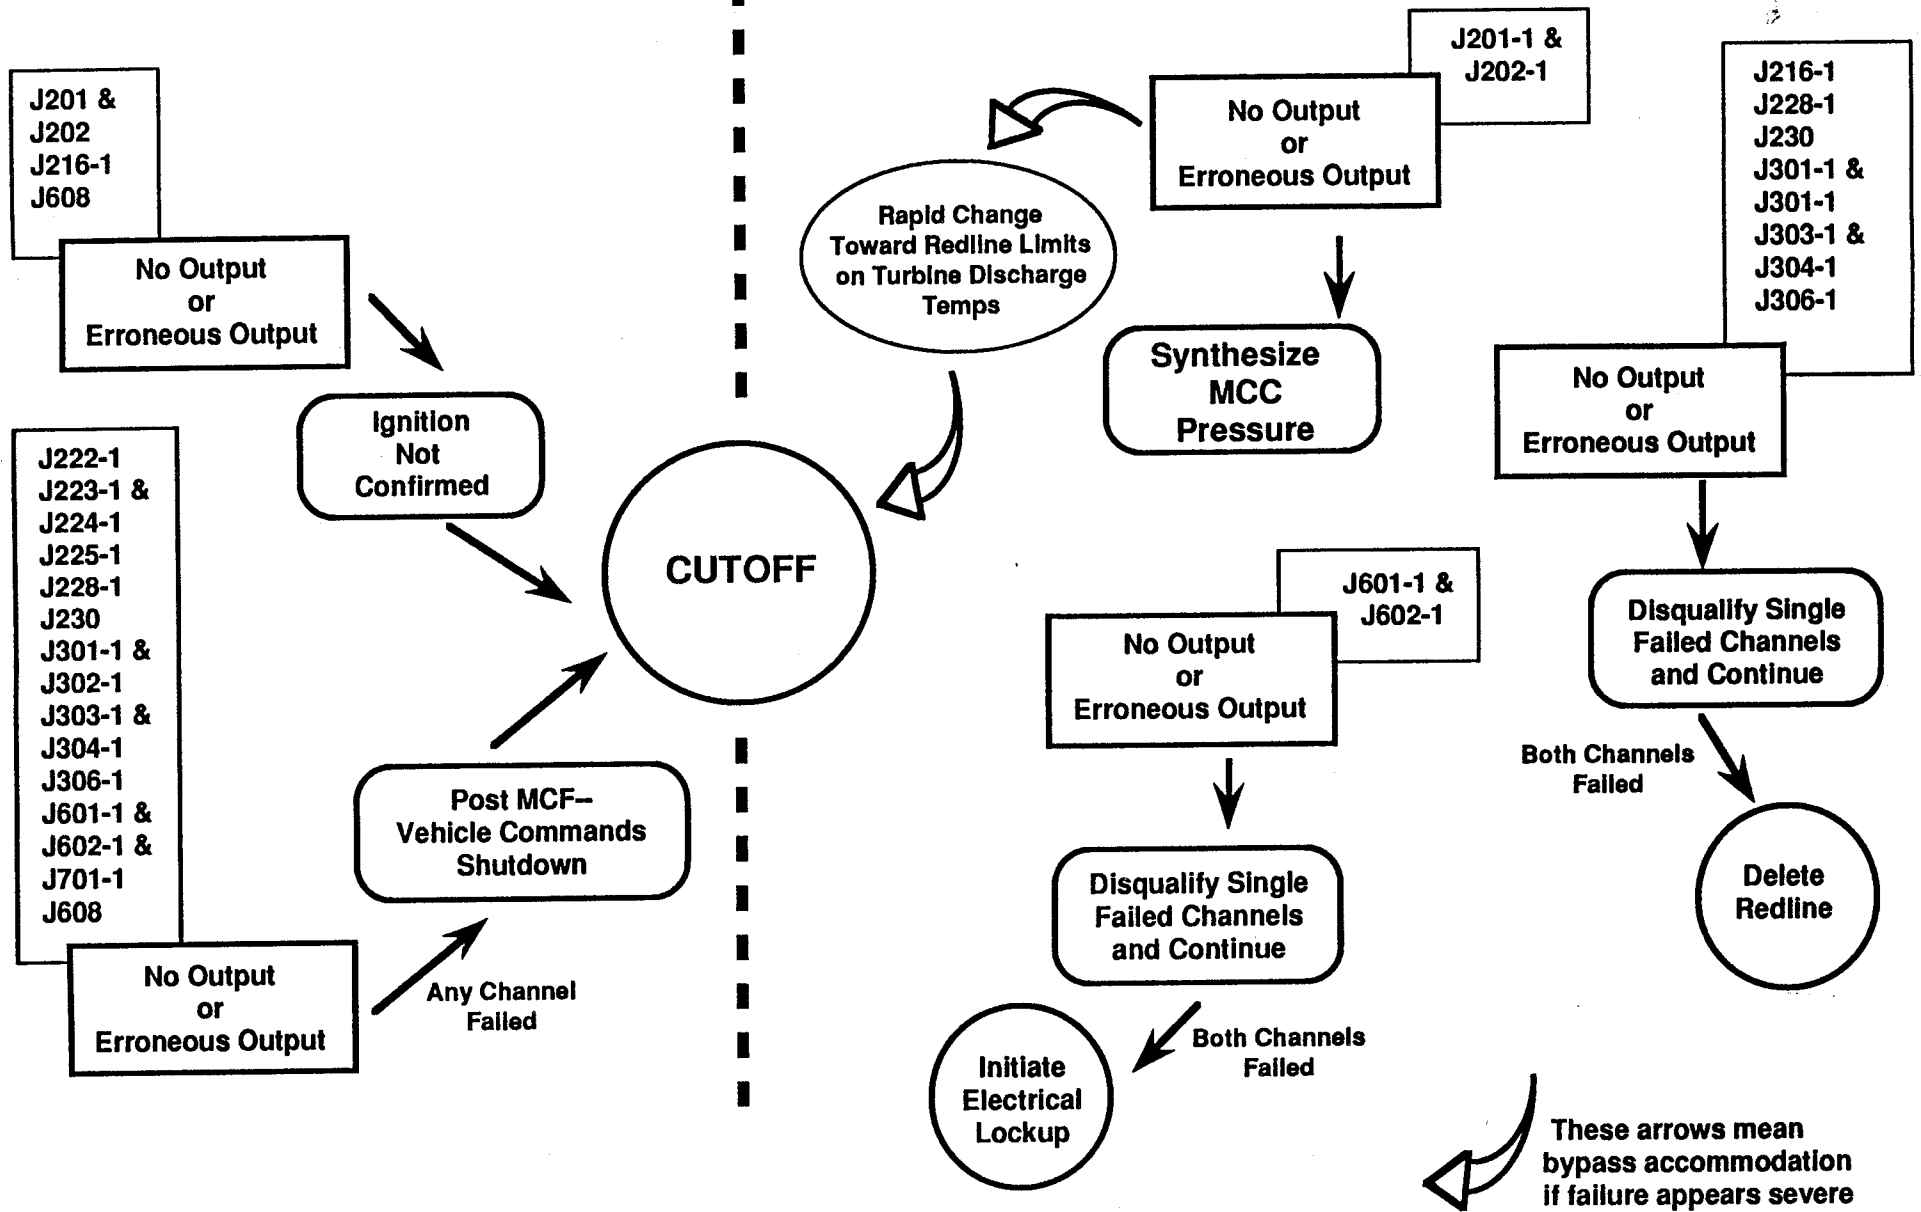 J201 &
J202
J216-1
J608
No Output
or
Erroneous Output
Ignition
Not
Confirmed
J222-1
J223-1 &
J224-1
J225-1
J228-1
J230
J301-1 &
J302-1
J303-1 &
J304-1
J306-1
J601-1 &
J602-1 &
J701-1
J608
No Output
or
Erroneous Output
Any Channel
Failed
Post MCF–
Vehicle Commands
Shutdown
CUTOFF
J201-1 &
J202-1
No Output
or
Erroneous Output
Rapid Change
Toward Redline Limits
on Turbine Discharge
Temps
Synthesize
MCC
Pressure
J601-1 &
J602-1
No Output
or
Erroneous Output
Disqualify Single
Failed Channels
and Continue
Both Channels
Failed
Initiate
Electrical
Lockup
J216-1
J228-1
J230
J301-1 &
J301-1
J303-1 &
J304-1
J306-1
No Output
or
Erroneous Output
Disqualify Single
Failed Channels
and Continue
Both Channels
Failed
Delete
Redline
These arrows mean
bypass accommodation
if failure appears severe